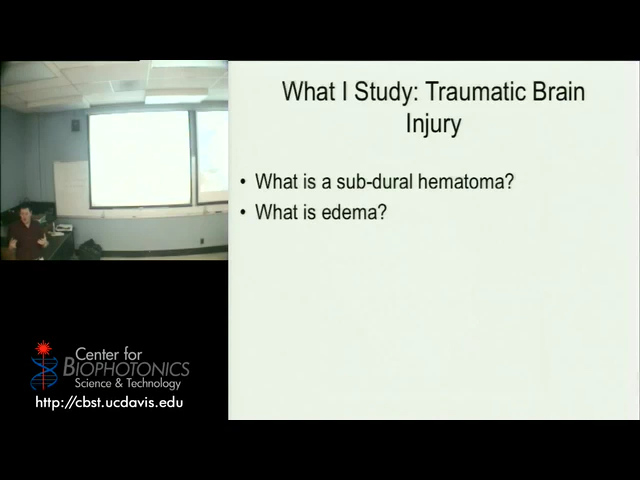 What I Study: Traumatic Brain
Injury
• What is a sub-dural hematoma?
• What is edema?
Center for
BIOPHOTONICS
Science & Technology
http://cbst.ucdavis.edu